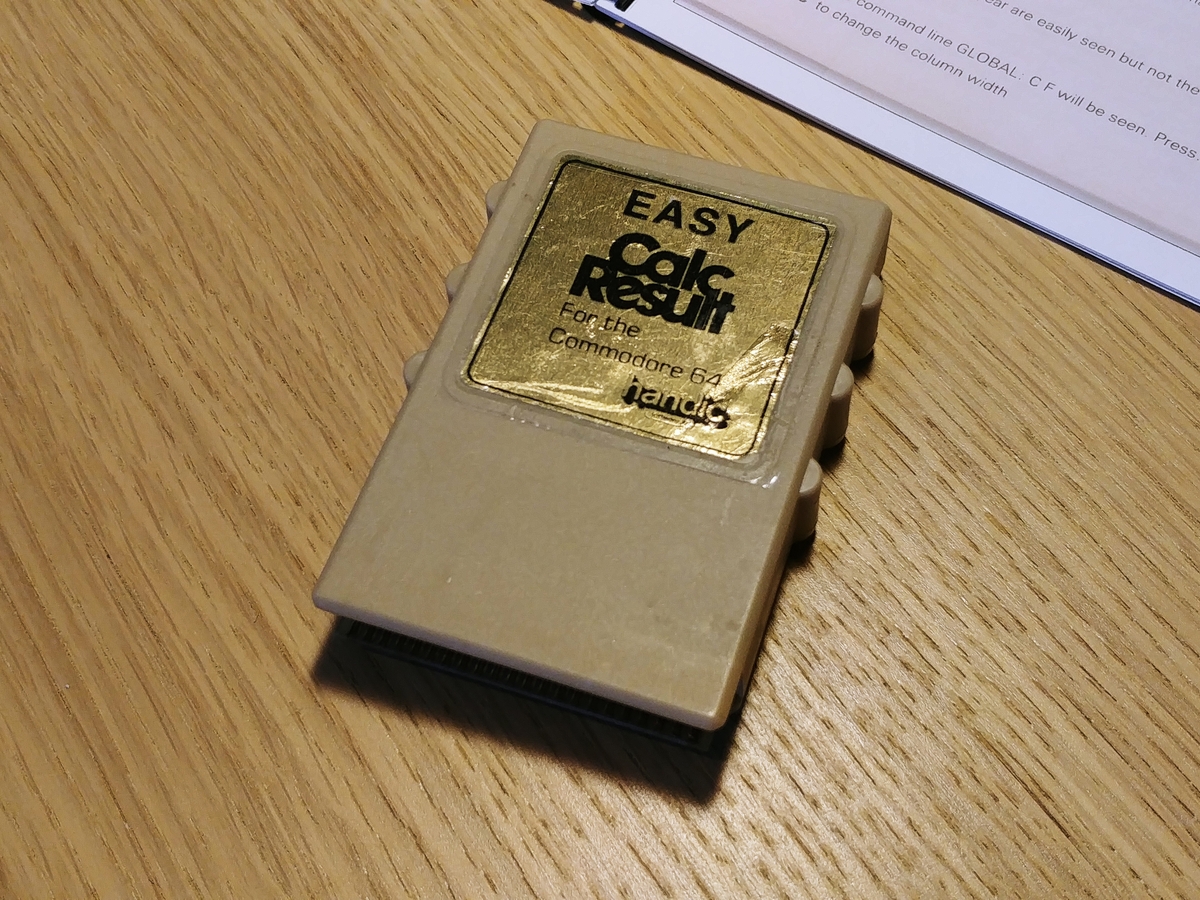 ear are easily seen but not the
command line GLOBAL: C F will be seen. Press
to change the column width
EASY
Calc
Result
For the
Commodore 64
handic